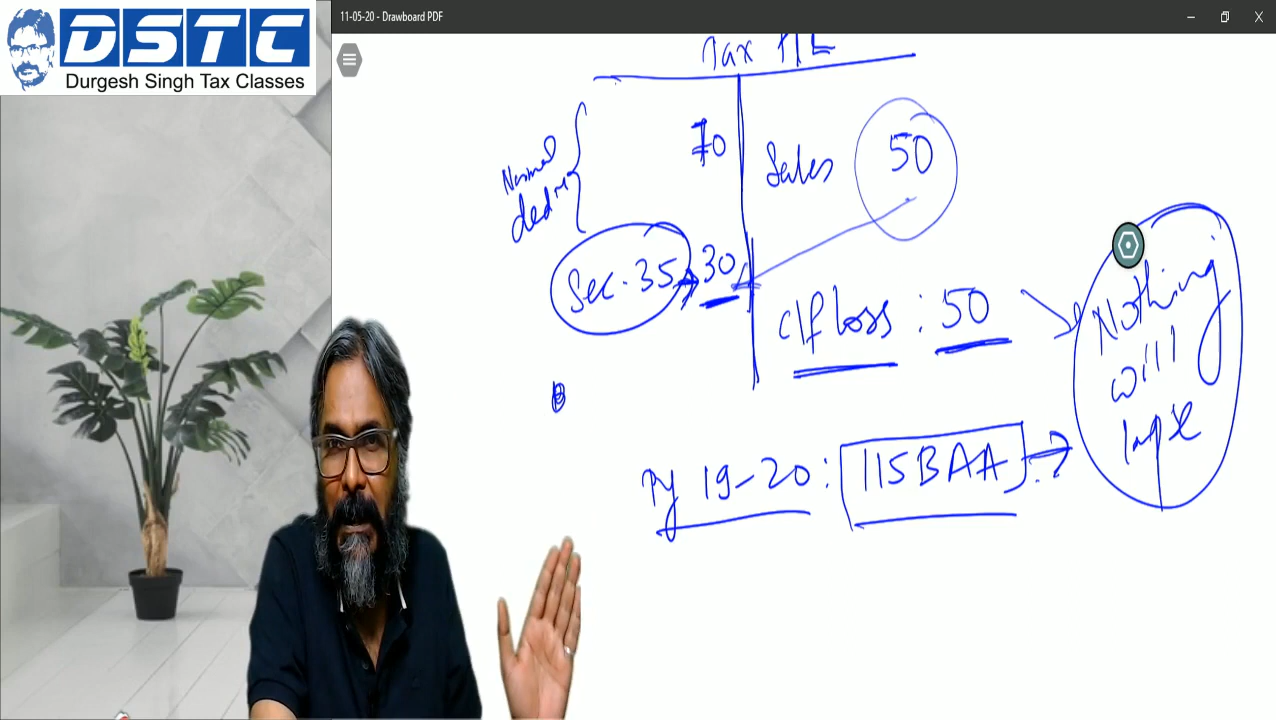 DSTC
Durgesh Singh Tax Classes
11-05-20 - Drawboard PDF
Tax P/L
Normal
dedn
70
Sales 50
Sec. 35 → 30
c/f loss : 50
Nothing
will
lapse
PY 19-20 : 115BAA